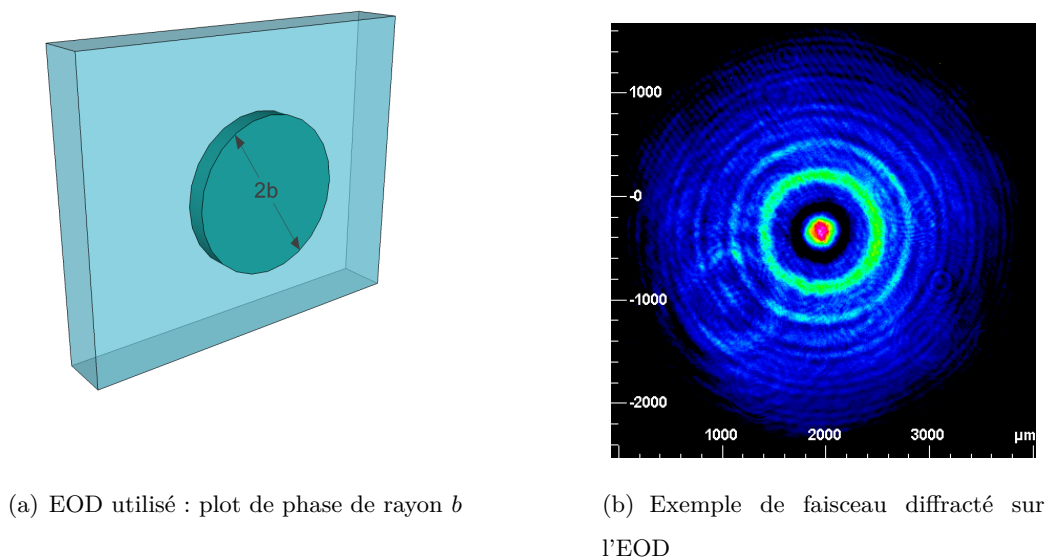 2b
1000
-0
-1000
-2000
1000 2000 3000 µm
(a) EOD utilisé : plot de phase de rayon b
(b) Exemple de faisceau diffracté sur
l'EOD